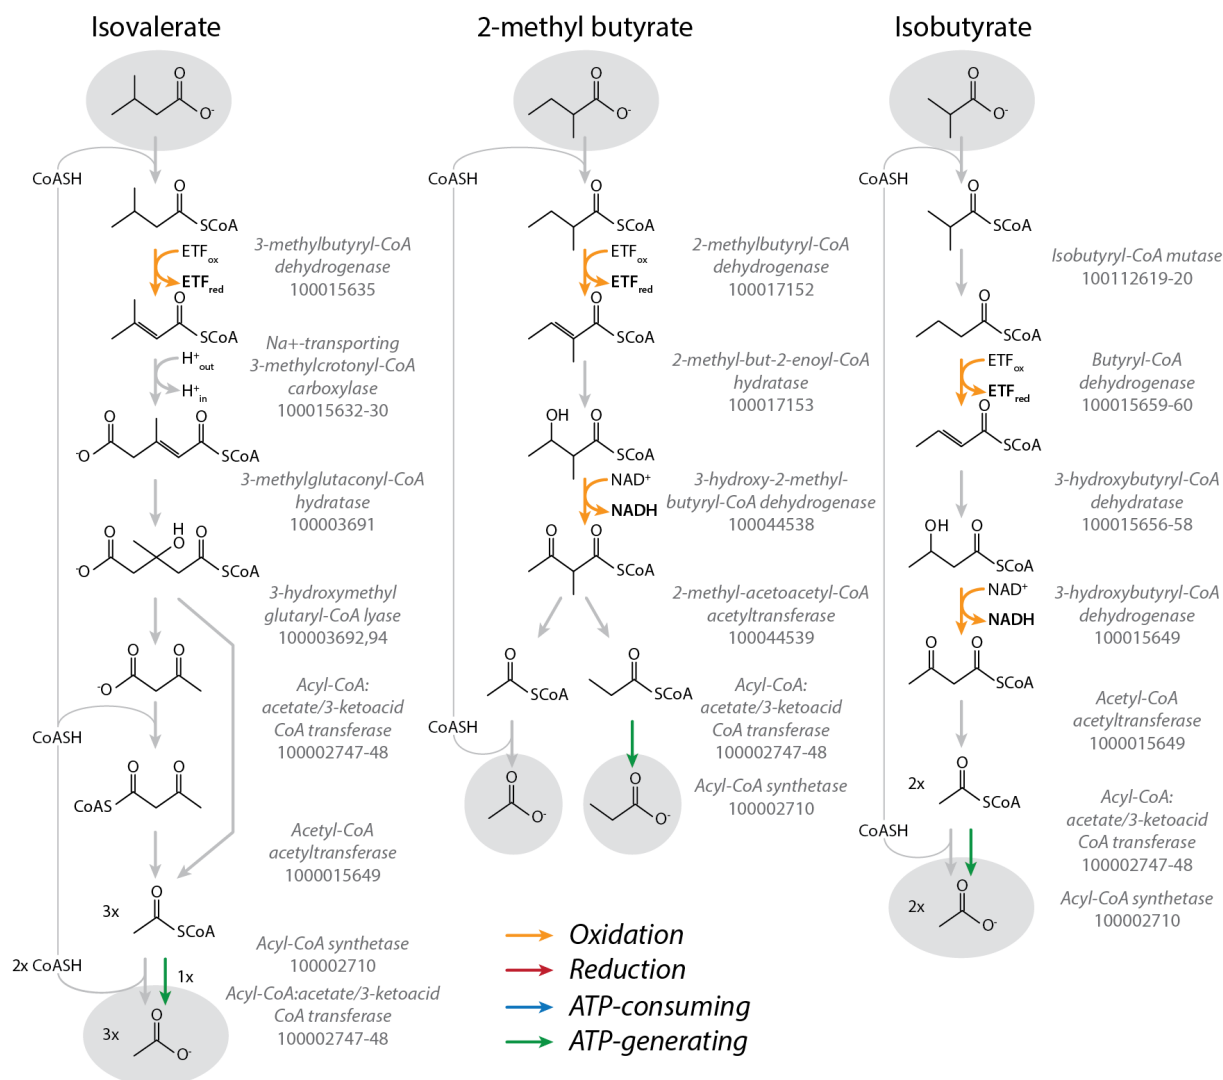 Isovalerate
O
O-
CoASH
O
SCoA
ETFox
ETFred
3-methylbutyryl-CoA
dehydrogenase
100015635
O
SCoA
H+out
H+in
Na+-transporting
3-methylcrotonyl-CoA
carboxylase
100015632-30
O
-O
O
SCoA
3-methylglutaconyl-CoA
hydratase
100003691
O
-O
H
O
O
SCoA
3-hydroxymethyl
glutaryl-CoA lyase
100003692,94
O
-O
O
CoASH
Acyl-CoA:
acetate/3-ketoacid
CoA transferase
100002747-48
O
CoAS
O
Acetyl-CoA
acetyltransferase
1000015649
3x
O
SCoA
2x CoASH
1x
Acyl-CoA synthetase
100002710
Acyl-CoA:acetate/3-ketoacid
CoA transferase
100002747-48
3x
O
O-
2-methyl butyrate
O
O-
CoASH
O
SCoA
ETFox
ETFred
2-methylbutyryl-CoA
dehydrogenase
100017152
O
SCoA
2-methyl-but-2-enoyl-CoA
hydratase
100017153
OH
O
SCoA
NAD+
NADH
3-hydroxy-2-methyl-
butyryl-CoA dehydrogenase
100044538
O
O
SCoA
2-methyl-acetoacetyl-CoA
acetyltransferase
100044539
O
SCoA
O
SCoA
CoASH
Acyl-CoA:
acetate/3-ketoacid
CoA transferase
100002747-48
Acyl-CoA synthetase
100002710
O
O-
O
O-
Isobutyrate
O
O-
CoASH
O
SCoA
Isobutyryl-CoA mutase
100112619-20
O
SCoA
ETFox
ETFred
Butyryl-CoA
dehydrogenase
100015659-60
O
SCoA
3-hydroxybutyryl-CoA
dehydratase
100015656-58
OH
O
SCoA
NAD+
NADH
3-hydroxybutyryl-CoA
dehydrogenase
100015649
O
O
SCoA
Acetyl-CoA
acetyltransferase
1000015649
2x
O
SCoA
CoASH
Acyl-CoA:
acetate/3-ketoacid
CoA transferase
100002747-48
Acyl-CoA synthetase
100002710
2x
O
O-
Oxidation
Reduction
ATP-consuming
ATP-generating